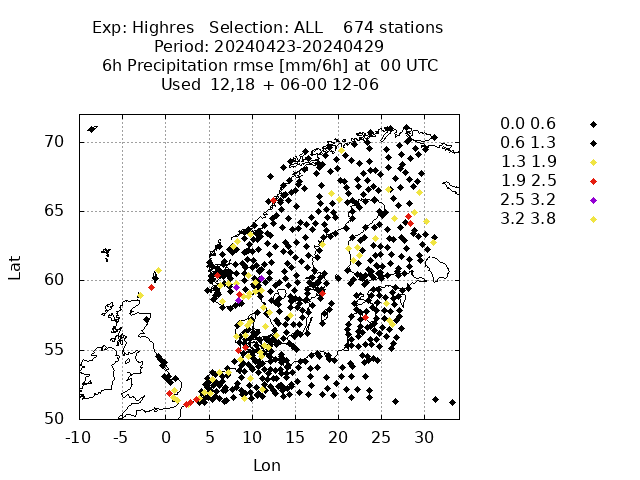 Exp: Highres   Selection: ALL    674 stations
Period: 20240423-20240429
6h Precipitation rmse [mm/6h] at  00 UTC
Used  12,18  + 06-00 12-06
0.0 0.6
0.6 1.3
1.3 1.9
1.9 2.5
2.5 3.2
3.2 3.8
Lat
70
65
60
55
50
-10 -5 0 5 10 15 20 25 30
Lon